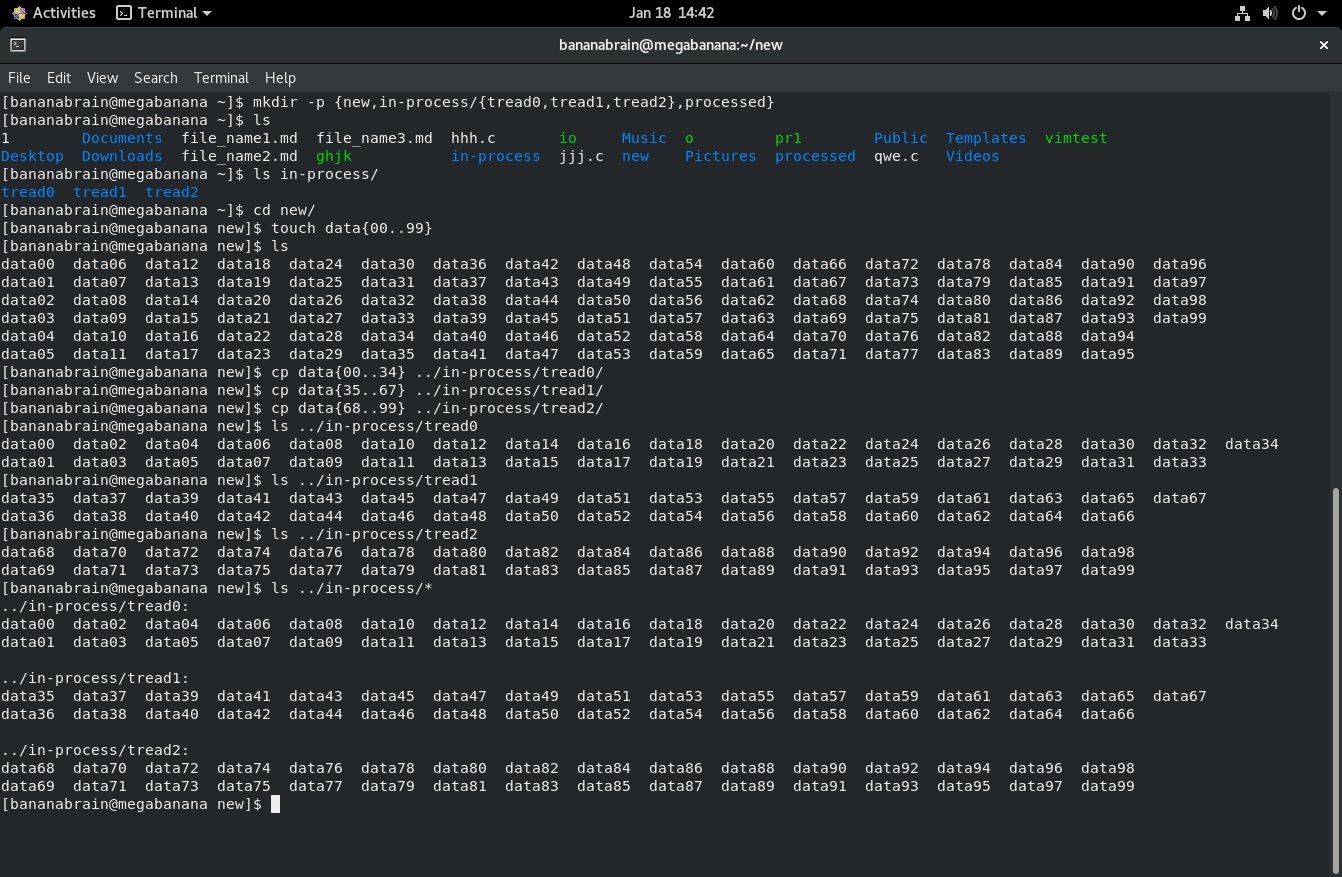 Activities Terminal Jan 18 14:42
bananabrain@megabanana:~/new ×
File Edit View Search Terminal Help
[bananabrain@megabanana ~]$ mkdir -p {new,in-process/{tread0,tread1,tread2},processed}
[bananabrain@megabanana ~]$ ls
1 Documents file_name1.md file_name3.md hhh.c io Music o pr1 Public Templates vimtest
Desktop Downloads file_name2.md ghjk in-process jjj.c new Pictures processed qwe.c Videos
[bananabrain@megabanana ~]$ ls in-process/
tread0 tread1 tread2
[bananabrain@megabanana ~]$ cd new/
[bananabrain@megabanana new]$ touch data{00..99}
[bananabrain@megabanana new]$ ls
data00 data06 data12 data18 data24 data30 data36 data42 data48 data54 data60 data66 data72 data78 data84 data90 data96
data01 data07 data13 data19 data25 data31 data37 data43 data49 data55 data61 data67 data73 data79 data85 data91 data97
data02 data08 data14 data20 data26 data32 data38 data44 data50 data56 data62 data68 data74 data80 data86 data92 data98
data03 data09 data15 data21 data27 data33 data39 data45 data51 data57 data63 data69 data75 data81 data87 data93 data99
data04 data10 data16 data22 data28 data34 data40 data46 data52 data58 data64 data70 data76 data82 data88 data94
data05 data11 data17 data23 data29 data35 data41 data47 data53 data59 data65 data71 data77 data83 data89 data95
[bananabrain@megabanana new]$ cp data{00..34} ../in-process/tread0/
[bananabrain@megabanana new]$ cp data{35..67} ../in-process/tread1/
[bananabrain@megabanana new]$ cp data{68..99} ../in-process/tread2/
[bananabrain@megabanana new]$ ls ../in-process/tread0
data00 data02 data04 data06 data08 data10 data12 data14 data16 data18 data20 data22 data24 data26 data28 data30 data32 data34
data01 data03 data05 data07 data09 data11 data13 data15 data17 data19 data21 data23 data25 data27 data29 data31 data33
[bananabrain@megabanana new]$ ls ../in-process/tread1
data35 data37 data39 data41 data43 data45 data47 data49 data51 data53 data55 data57 data59 data61 data63 data65 data67
data36 data38 data40 data42 data44 data46 data48 data50 data52 data54 data56 data58 data60 data62 data64 data66
[bananabrain@megabanana new]$ ls ../in-process/tread2
data68 data70 data72 data74 data76 data78 data80 data82 data84 data86 data88 data90 data92 data94 data96 data98
data69 data71 data73 data75 data77 data79 data81 data83 data85 data87 data89 data91 data93 data95 data97 data99
[bananabrain@megabanana new]$ ls ../in-process/*
../in-process/tread0:
data00 data02 data04 data06 data08 data10 data12 data14 data16 data18 data20 data22 data24 data26 data28 data30 data32 data34
data01 data03 data05 data07 data09 data11 data13 data15 data17 data19 data21 data23 data25 data27 data29 data31 data33
../in-process/tread1:
data35 data37 data39 data41 data43 data45 data47 data49 data51 data53 data55 data57 data59 data61 data63 data65 data67
data36 data38 data40 data42 data44 data46 data48 data50 data52 data54 data56 data58 data60 data62 data64 data66
../in-process/tread2:
data68 data70 data72 data74 data76 data78 data80 data82 data84 data86 data88 data90 data92 data94 data96 data98
data69 data71 data73 data75 data77 data79 data81 data83 data85 data87 data89 data91 data93 data95 data97 data99
[bananabrain@megabanana new]$